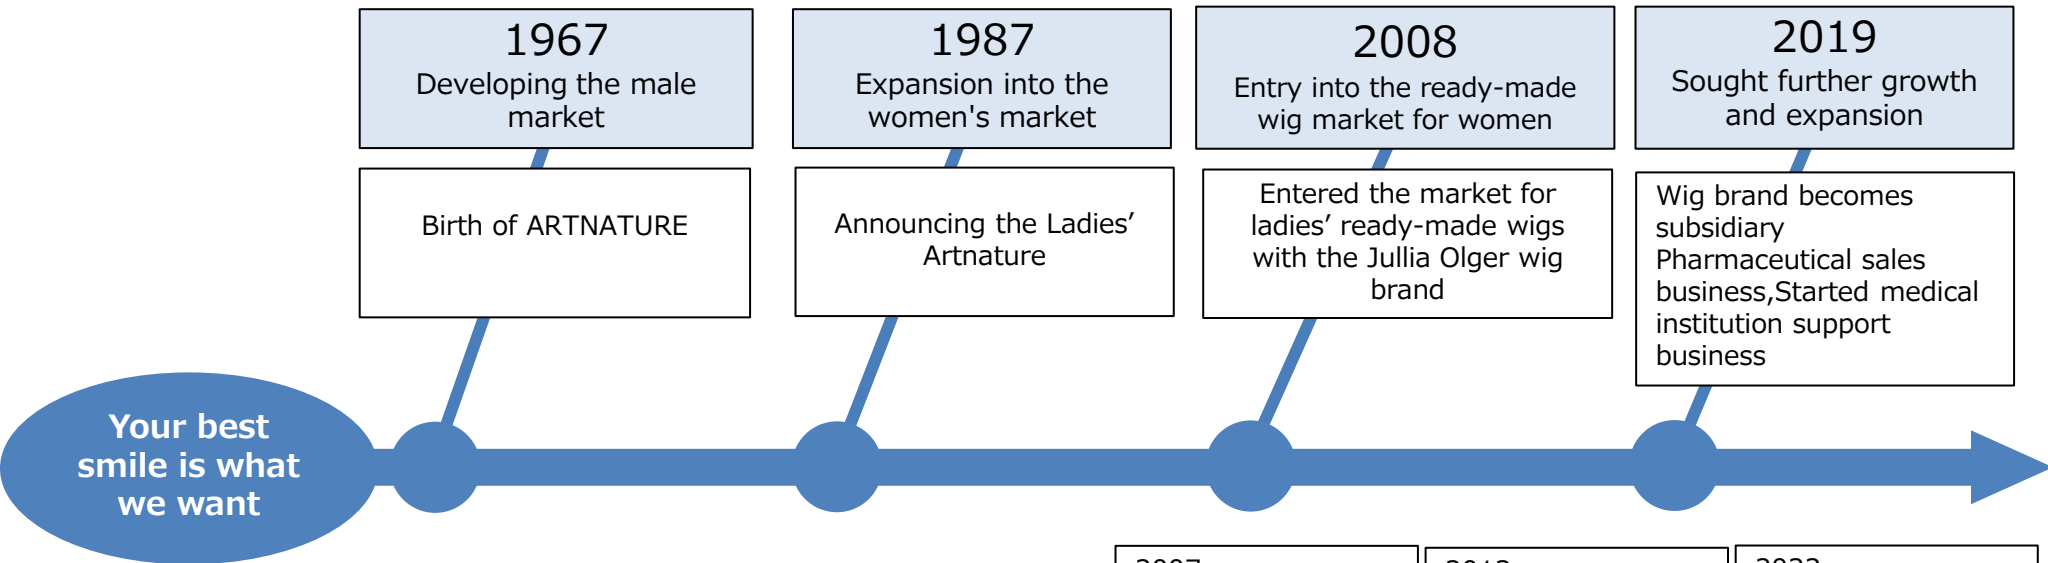 1967
Developing the male
market
1987
Expansion into the
women's market
2008
Entry into the ready-made
wig market for women
2019
Sought further growth
and expansion
Birth of ARTNATURE
Announcing the Ladies’
Artnature
Entered the market for
ladies’ ready-made wigs
with the Jullia Olger wig
brand
Wig brand becomes
subsidiary
Pharmaceutical sales
business,Started medical
institution support
business
Your best
smile is what
we want